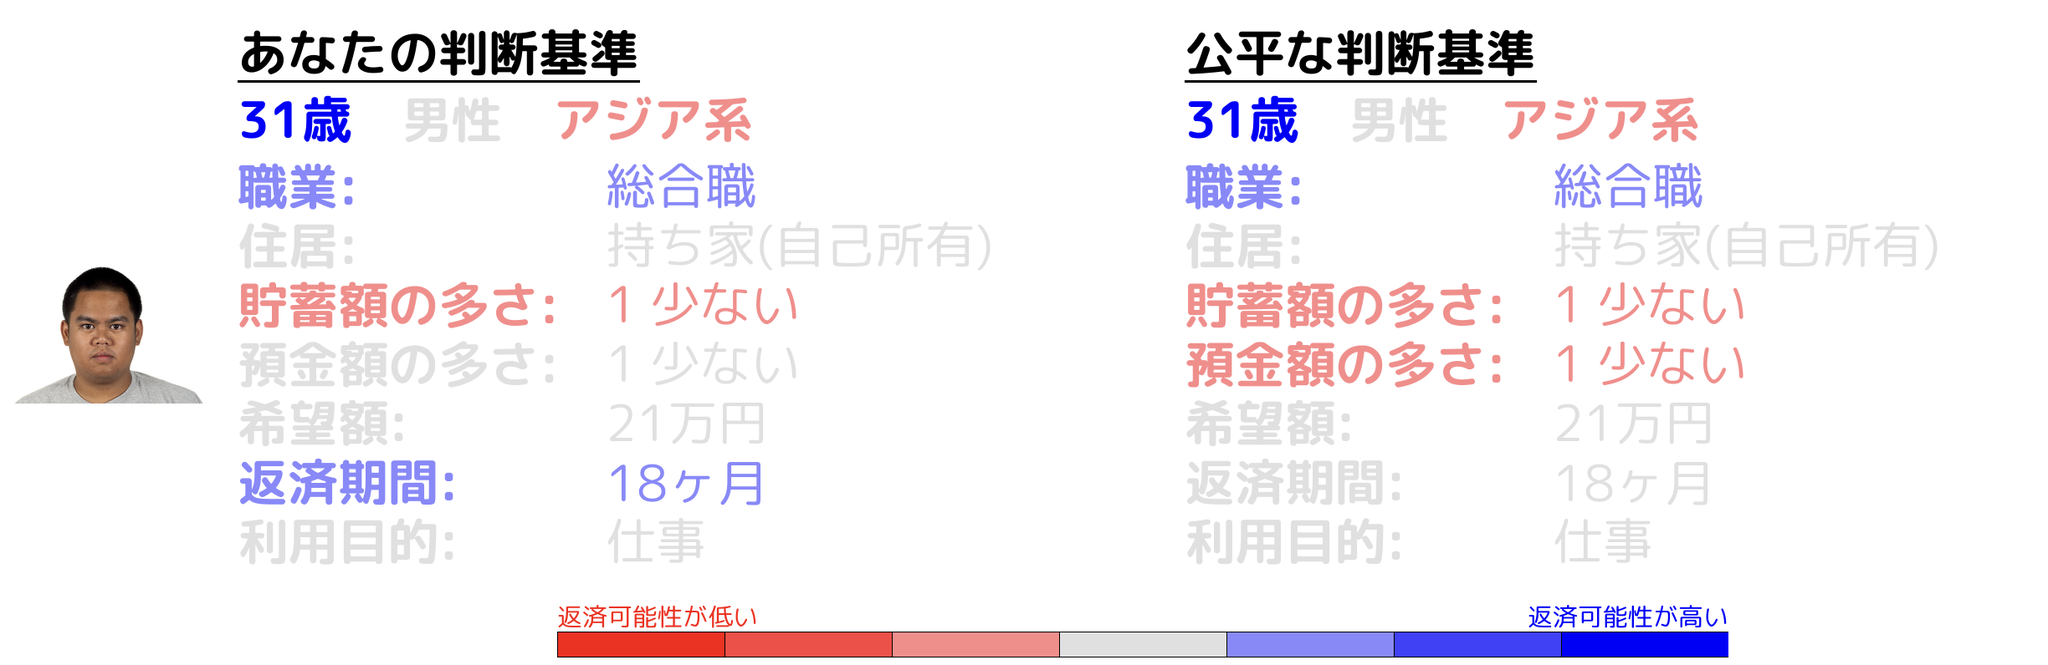 あなたの判断基準
31歳 男性 アジア系
職業: 総合職
住居: 持ち家(自己所有)
貯蓄額の多さ: 1 少ない
預金額の多さ: 1 少ない
希望額: 21万円
返済期間: 18ヶ月
利用目的: 仕事
公平な判断基準
31歳 男性 アジア系
職業: 総合職
住居: 持ち家(自己所有)
貯蓄額の多さ: 1 少ない
預金額の多さ: 1 少ない
希望額: 21万円
返済期間: 18ヶ月
利用目的: 仕事
返済可能性が低い
返済可能性が高い